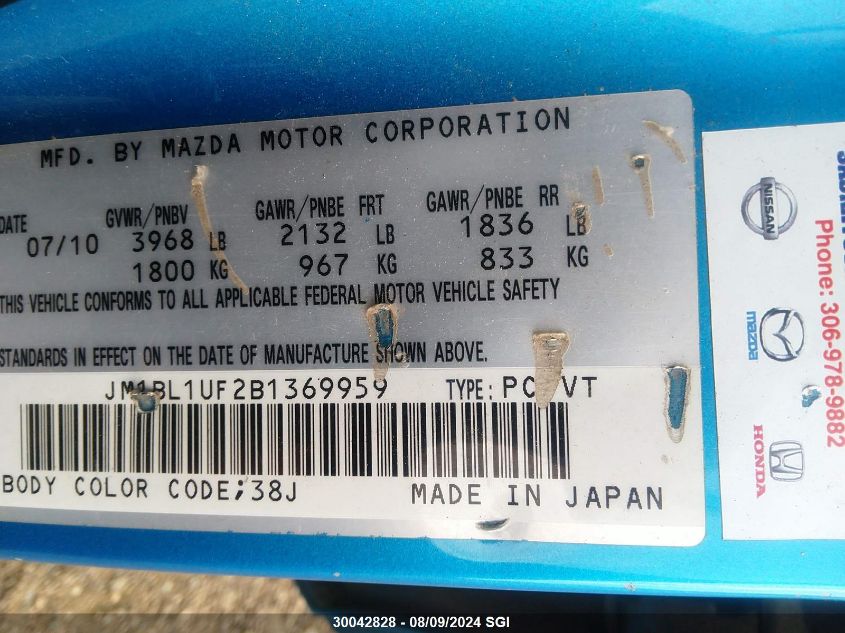 MFD. BY MAZDA MOTOR CORPORATION
DATE GVWR/PNBV GAWR/PNBE FRT GAWR/PNBE RR
07/10 3968 LB 2132 LB 1836 LB
1800 KG 967 KG 833 KG
THIS VEHICLE CONFORMS TO ALL APPLICABLE FEDERAL MOTOR VEHICLE SAFETY
STANDARDS IN EFFECT ON THE DATE OF MANUFACTURE SHOWN ABOVE.
JM1BL1UF2B1369959 TYPE: PC/VT
BODY COLOR CODE;38J MADE IN JAPAN
Phone: 306-978-9882
NISSAN
mazda
HONDA
30042828 - 08/09/2024 SGI